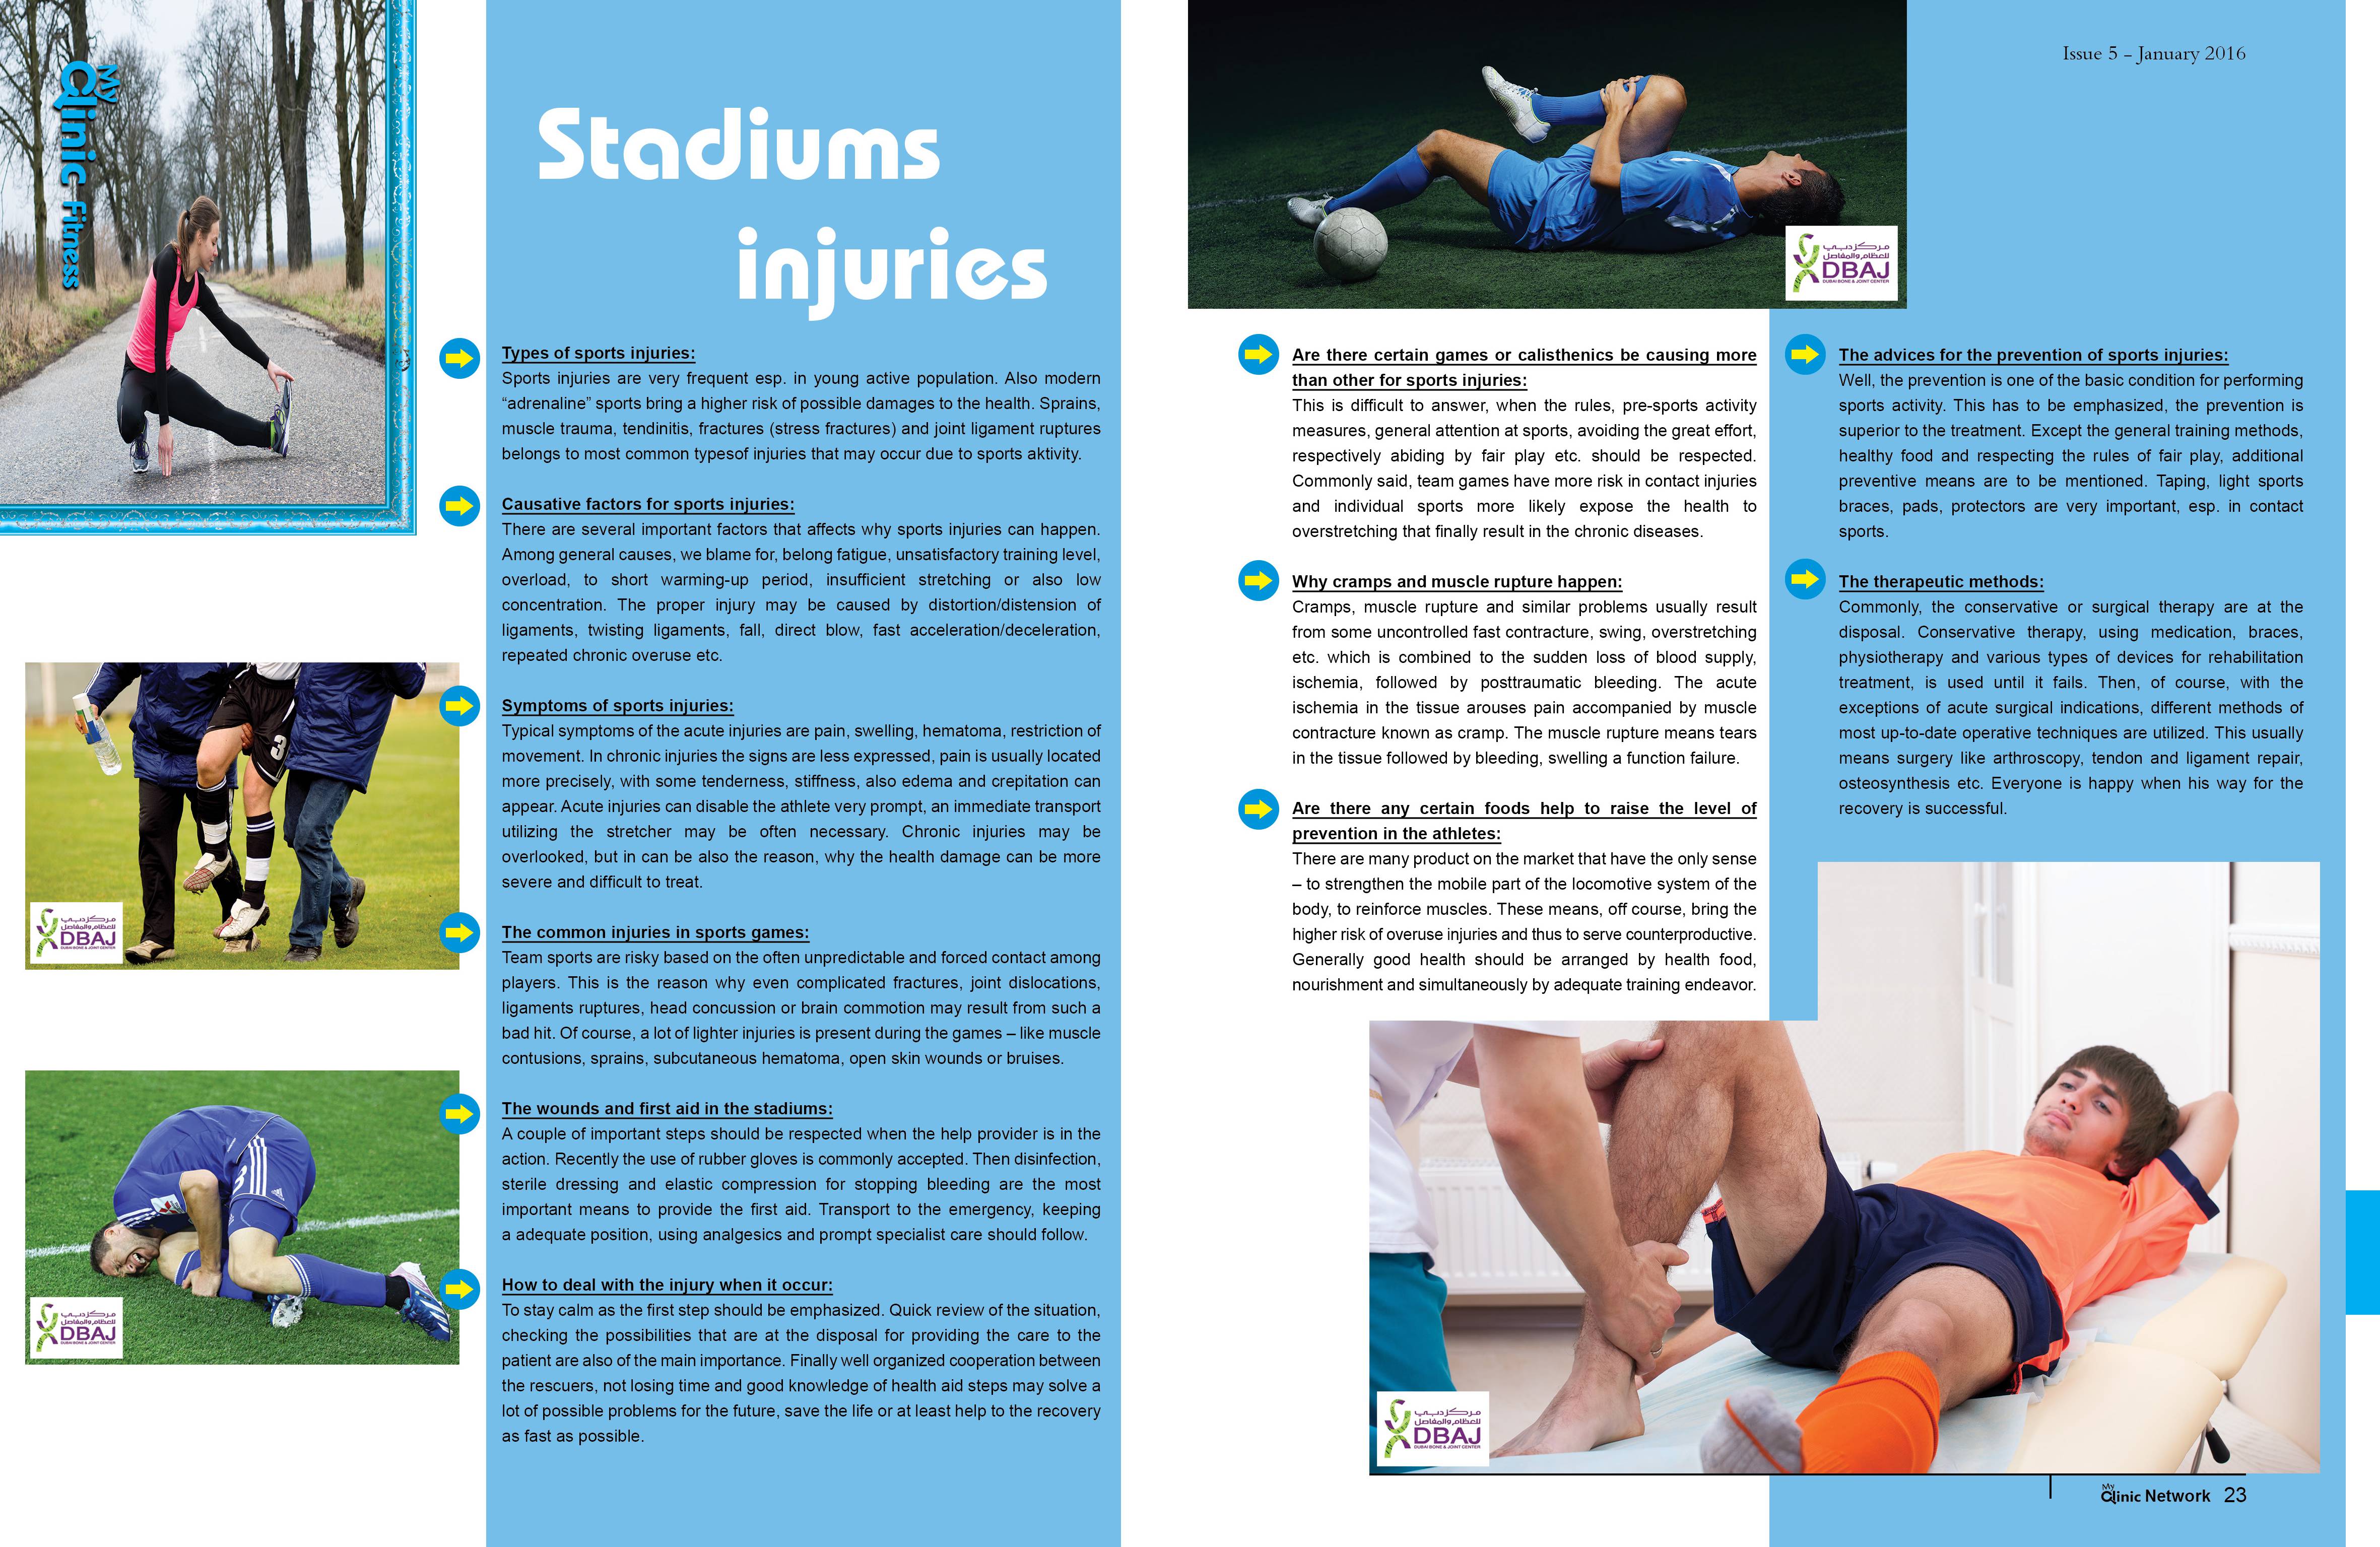 My Clinic Fitness
Stadiums
injuries
Types of sports injuries:
Sports injuries are very frequent esp. in young active population. Also modern
“adrenaline” sports bring a higher risk of possible damages to the health. Sprains,
muscle trauma, tendinitis, fractures (stress fractures) and joint ligament ruptures
belongs to most common typesof injuries that may occur due to sports aktivity.
Causative factors for sports injuries:
There are several important factors that affects why sports injuries can happen.
Among general causes, we blame for, belong fatigue, unsatisfactory training level,
overload, to short warming-up period, insufficient stretching or also low
concentration. The proper injury may be caused by distortion/distension of
ligaments, twisting ligaments, fall, direct blow, fast acceleration/deceleration,
repeated chronic overuse etc.
Symptoms of sports injuries:
Typical symptoms of the acute injuries are pain, swelling, hematoma, restriction of
movement. In chronic injuries the signs are less expressed, pain is usually located
more precisely, with some tenderness, stiffness, also edema and crepitation can
appear. Acute injuries can disable the athlete very prompt, an immediate transport
utilizing the stretcher may be often necessary. Chronic injuries may be
overlooked, but in can be also the reason, why the health damage can be more
severe and difficult to treat.
The common injuries in sports games:
Team sports are risky based on the often unpredictable and forced contact among
players. This is the reason why even complicated fractures, joint dislocations,
ligaments ruptures, head concussion or brain commotion may result from such a
bad hit. Of course, a lot of lighter injuries is present during the games – like muscle
contusions, sprains, subcutaneous hematoma, open skin wounds or bruises.
The wounds and first aid in the stadiums:
A couple of important steps should be respected when the help provider is in the
action. Recently the use of rubber gloves is commonly accepted. Then disinfection,
sterile dressing and elastic compression for stopping bleeding are the most
important means to provide the first aid. Transport to the emergency, keeping
a adequate position, using analgesics and prompt specialist care should follow.
How to deal with the injury when it occur:
To stay calm as the first step should be emphasized. Quick review of the situation,
checking the possibilities that are at the disposal for providing the care to the
patient are also of the main importance. Finally well organized cooperation between
the rescuers, not losing time and good knowledge of health aid steps may solve a
lot of possible problems for the future, save the life or at least help to the recovery
as fast as possible.
3
مركز دبي
للعظام والمفاصل
DBAJ
DUBAI BONE & JOINT CENTER
3
adidas
مركز دبي
للعظام والمفاصل
DBAJ
DUBAI BONE & JOINT CENTER
Issue 5 – January 2016
مركز دبي
للعظام والمفاصل
DBAJ
DUBAI BONE & JOINT CENTER
Are there certain games or calisthenics be causing more
than other for sports injuries:
This is difficult to answer, when the rules, pre-sports activity
measures, general attention at sports, avoiding the great effort,
respectively abiding by fair play etc. should be respected.
Commonly said, team games have more risk in contact injuries
and individual sports more likely expose the health to
overstretching that finally result in the chronic diseases.
Why cramps and muscle rupture happen:
Cramps, muscle rupture and similar problems usually result
from some uncontrolled fast contracture, swing, overstretching
etc. which is combined to the sudden loss of blood supply,
ischemia, followed by posttraumatic bleeding. The acute
ischemia in the tissue arouses pain accompanied by muscle
contracture known as cramp. The muscle rupture means tears
in the tissue followed by bleeding, swelling a function failure.
Are there any certain foods help to raise the level of
prevention in the athletes:
There are many product on the market that have the only sense
– to strengthen the mobile part of the locomotive system of the
body, to reinforce muscles. These means, off course, bring the
higher risk of overuse injuries and thus to serve counterproductive.
Generally good health should be arranged by health food,
nourishment and simultaneously by adequate training endeavor.
The advices for the prevention of sports injuries:
Well, the prevention is one of the basic condition for performing
sports activity. This has to be emphasized, the prevention is
superior to the treatment. Except the general training methods,
healthy food and respecting the rules of fair play, additional
preventive means are to be mentioned. Taping, light sports
braces, pads, protectors are very important, esp. in contact
sports.
The therapeutic methods:
Commonly, the conservative or surgical therapy are at the
disposal. Conservative therapy, using medication, braces,
physiotherapy and various types of devices for rehabilitation
treatment, is used until it fails. Then, of course, with the
exceptions of acute surgical indications, different methods of
most up-to-date operative techniques are utilized. This usually
means surgery like arthroscopy, tendon and ligament repair,
osteosynthesis etc. Everyone is happy when his way for the
recovery is successful.
مركز دبي
للعظام والمفاصل
DBAJ
DUBAI BONE & JOINT CENTER
My Clinic Network 23